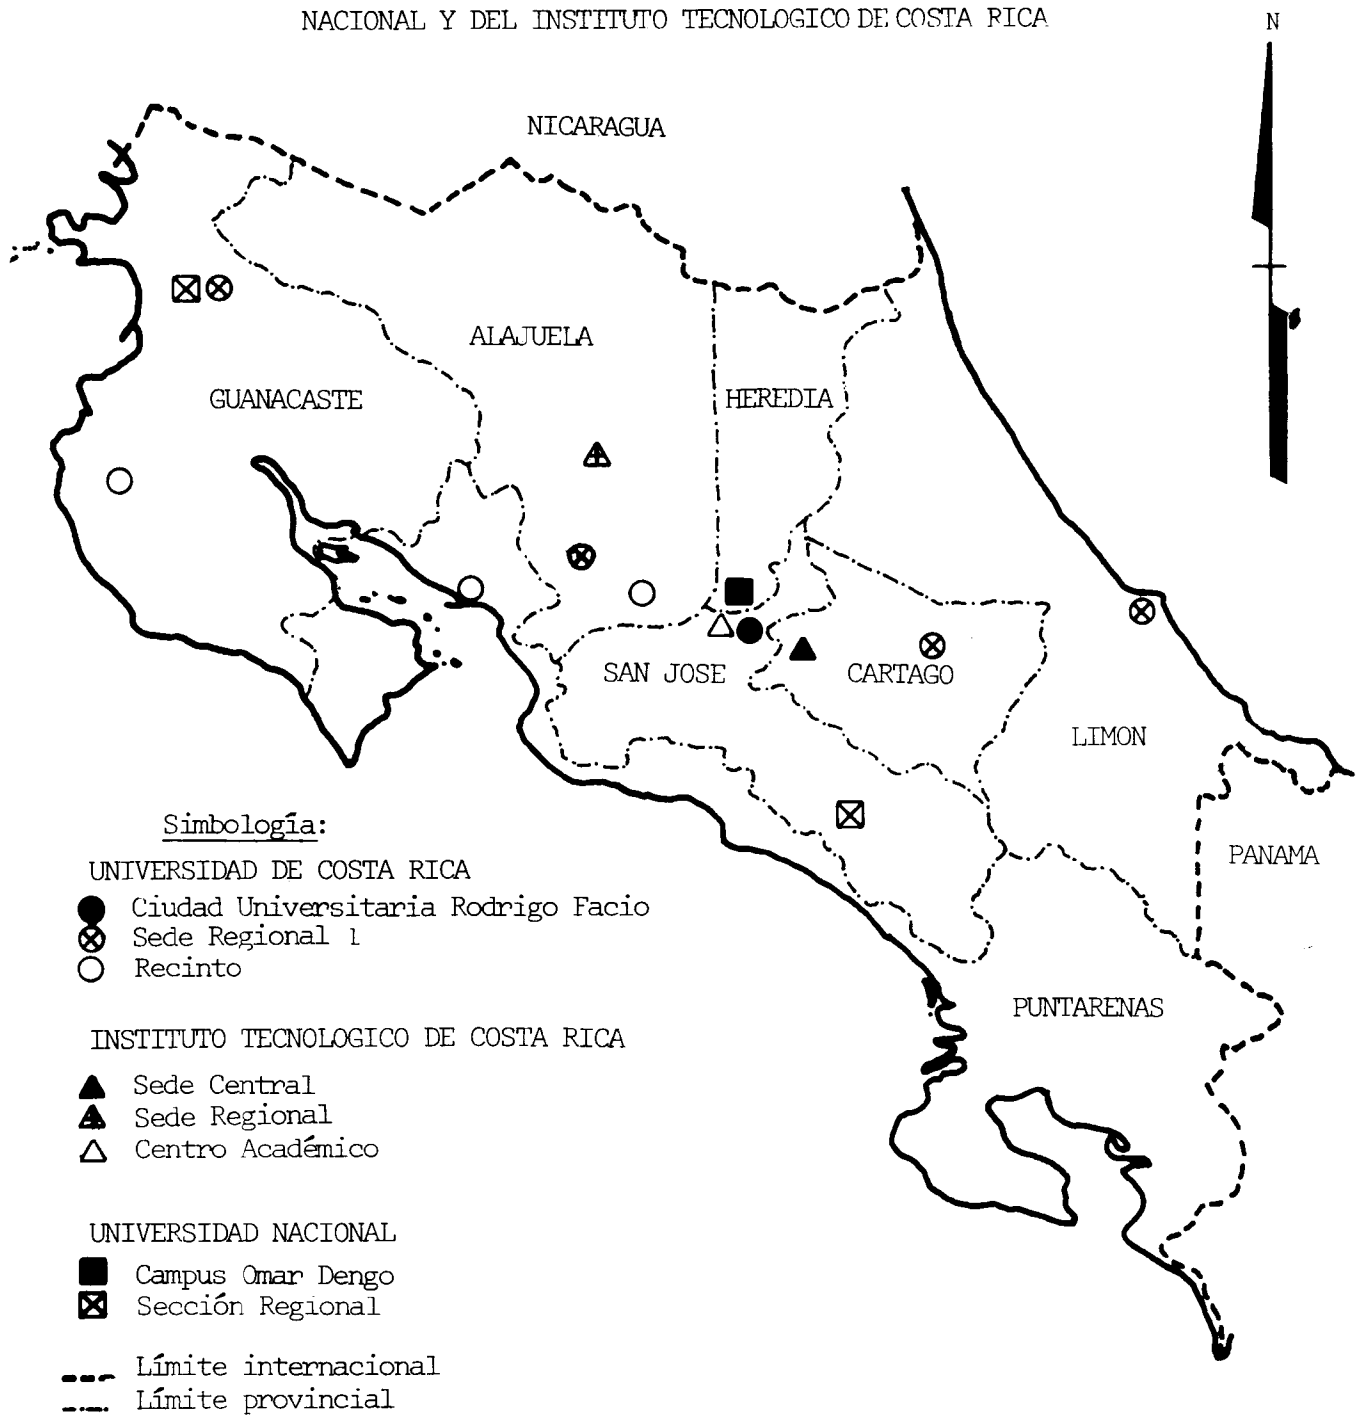 NACIONAL Y DEL INSTITUTO TECNOLOGICO DE COSTA RICA
N
NICARAGUA
ALAJUELA
GUANACASTE
HEREDIA
SAN JOSE
CARTAGO
LIMON
PANAMA
PUNTARENAS
Simbología:
UNIVERSIDAD DE COSTA RICA
Ciudad Universitaria Rodrigo Facio
Sede Regional 1
Recinto
INSTITUTO TECNOLOGICO DE COSTA RICA
Sede Central
Sede Regional
Centro Académico
UNIVERSIDAD NACIONAL
Campus Omar Dengo
Sección Regional
Límite internacional
Límite provincial